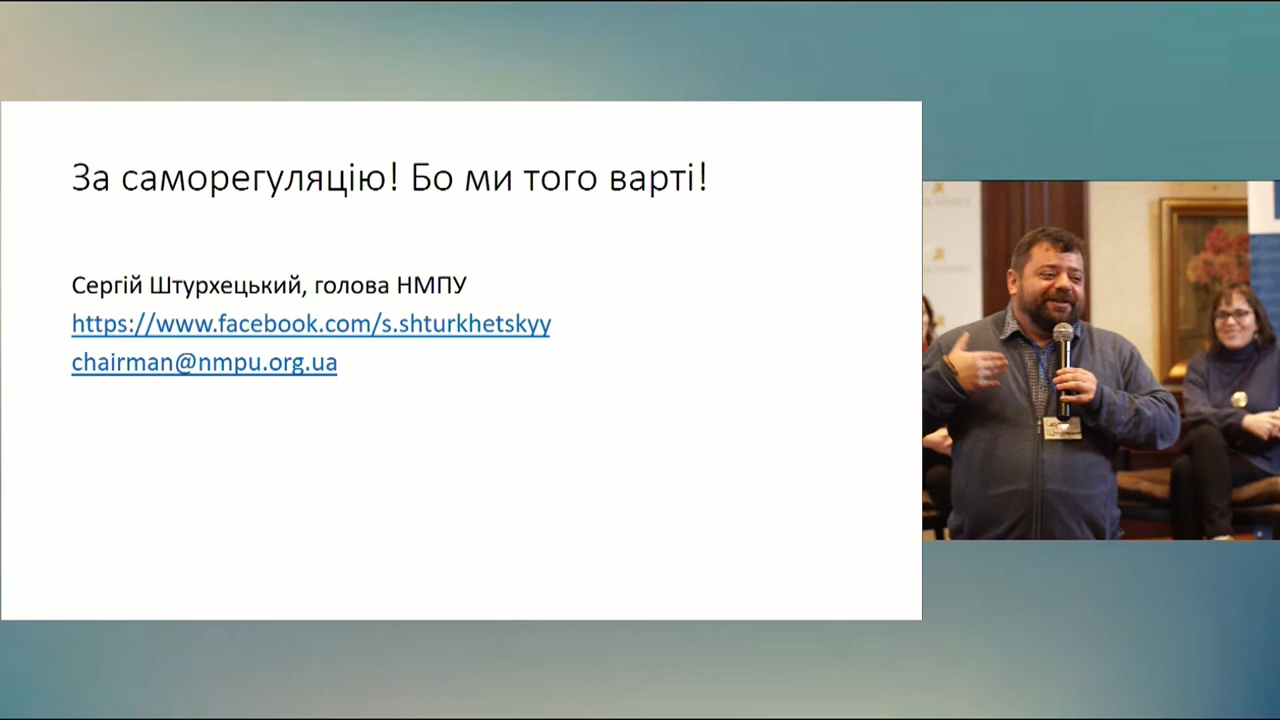 За саморегуляцію! Бо ми того варті!
Сергій Штурхецький, голова НМПУ
https://www.facebook.com/s.shturkhetskyy
chairman@nmpu.org.ua